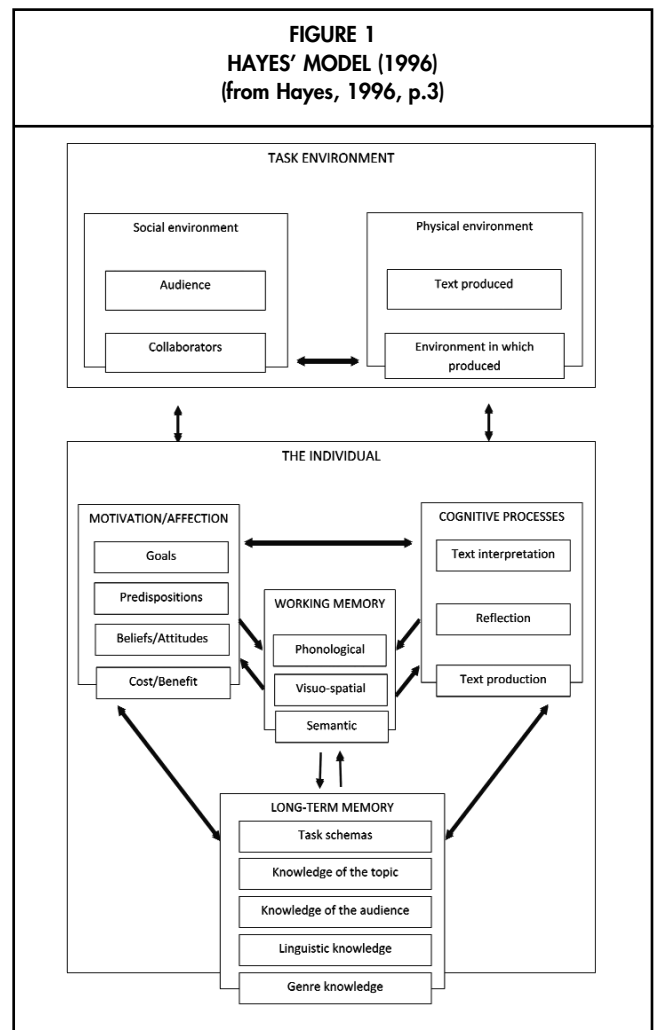 FIGURE 1
HAYES' MODEL (1996)
(from Hayes, 1996, p.3)
TASK ENVIRONMENT
Social environment
Audience
Collaborators
Physical environment
Text produced
Environment in which
produced
THE INDIVIDUAL
MOTIVATION/AFFECTION
Goals
Predispositions
Beliefs/Attitudes
Cost/Benefit
WORKING MEMORY
Phonological
Visuo-spatial
Semantic
COGNITIVE PROCESSES
Text interpretation
Reflection
Text production
LONG-TERM MEMORY
Task schemas
Knowledge of the topic
Knowledge of the audience
Linguistic knowledge
Genre knowledge